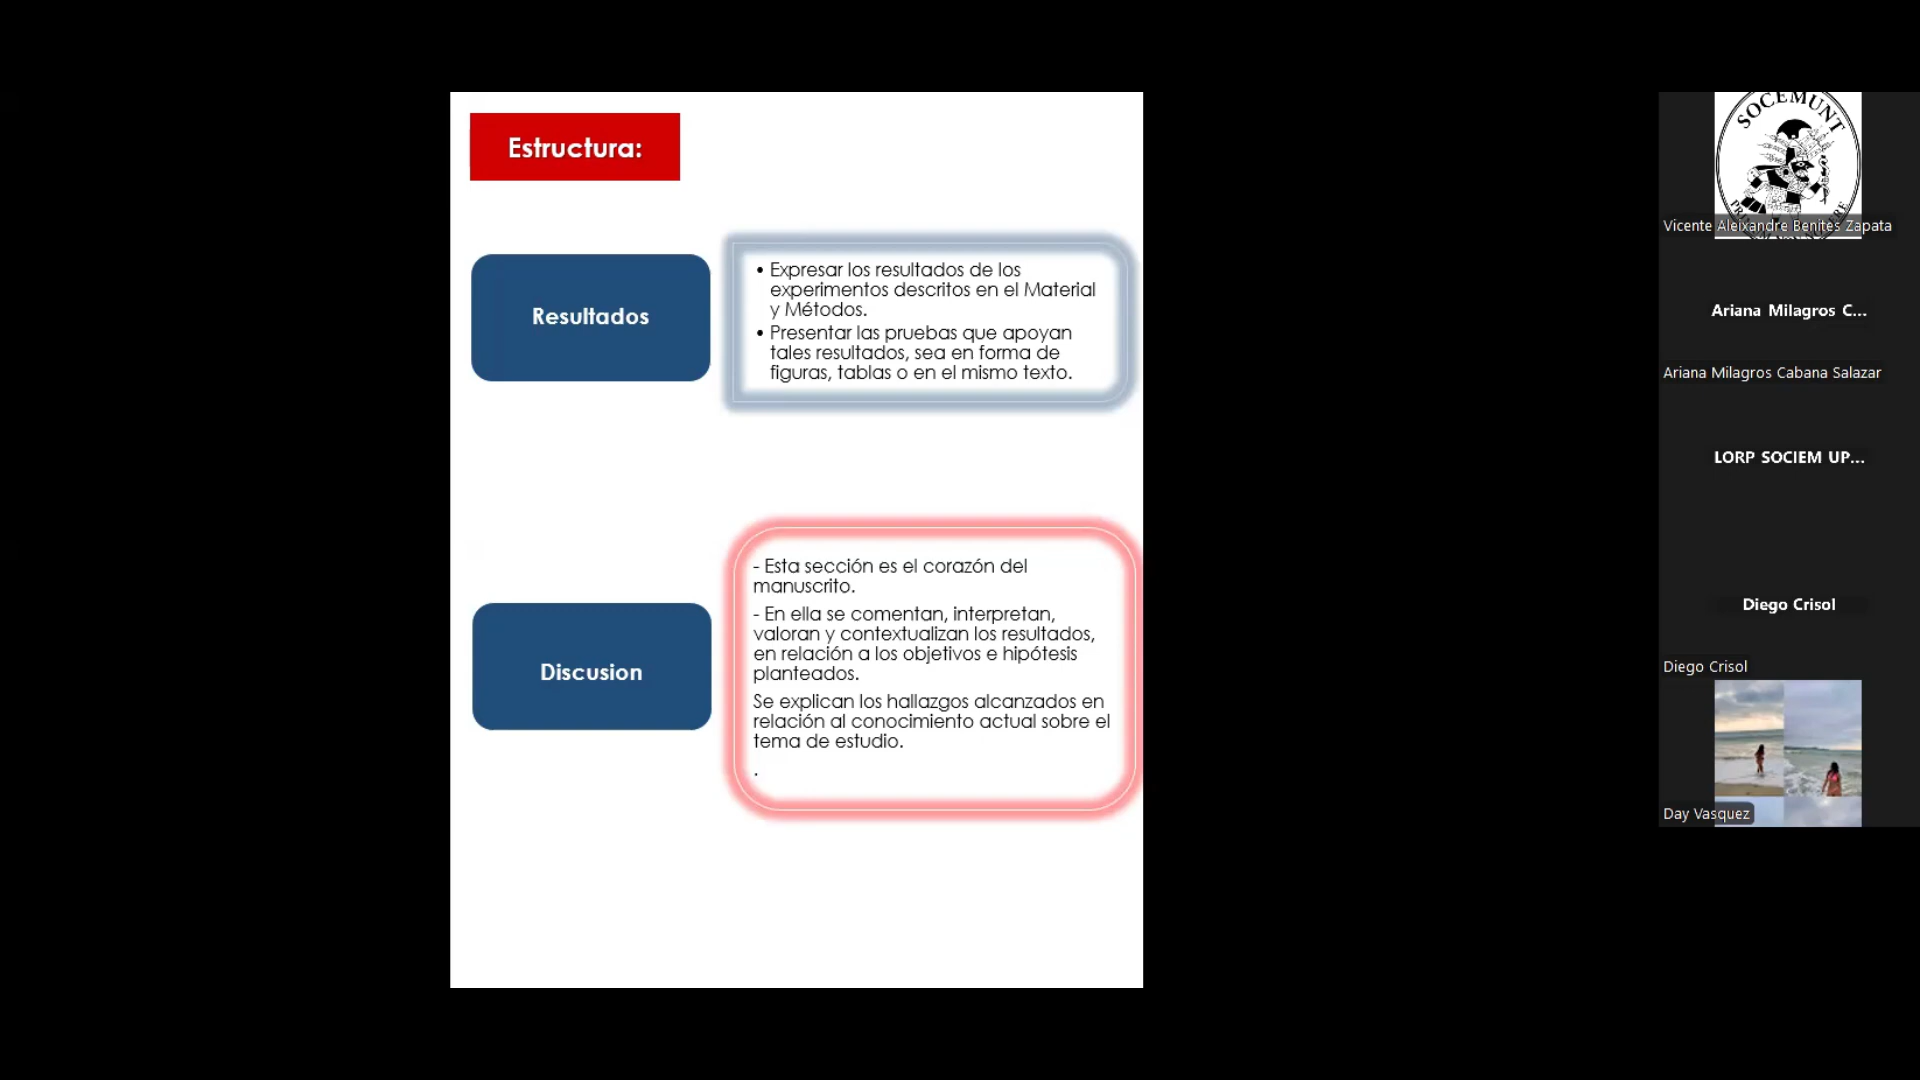 Estructura:
Resultados
• Expresar los resultados de los
experimentos descritos en el Material
y Métodos.
• Presentar las pruebas que apoyan
tales resultados, sea en forma de
figuras, tablas o en el mismo texto.
Discusion
- Esta sección es el corazón del
manuscrito.
- En ella se comentan, interpretan,
valoran y contextualizan los resultados,
en relación a los objetivos e hipótesis
planteados.
Se explican los hallazgos alcanzados en
relación al conocimiento actual sobre el
tema de estudio.
.
SOCEMUNT
Vicente Aleixandre Benites Zapata
Ariana Milagros C...
Ariana Milagros Cabana Salazar
LORP SOCIEM UP...
Diego Crisol
Diego Crisol
Day Vasquez